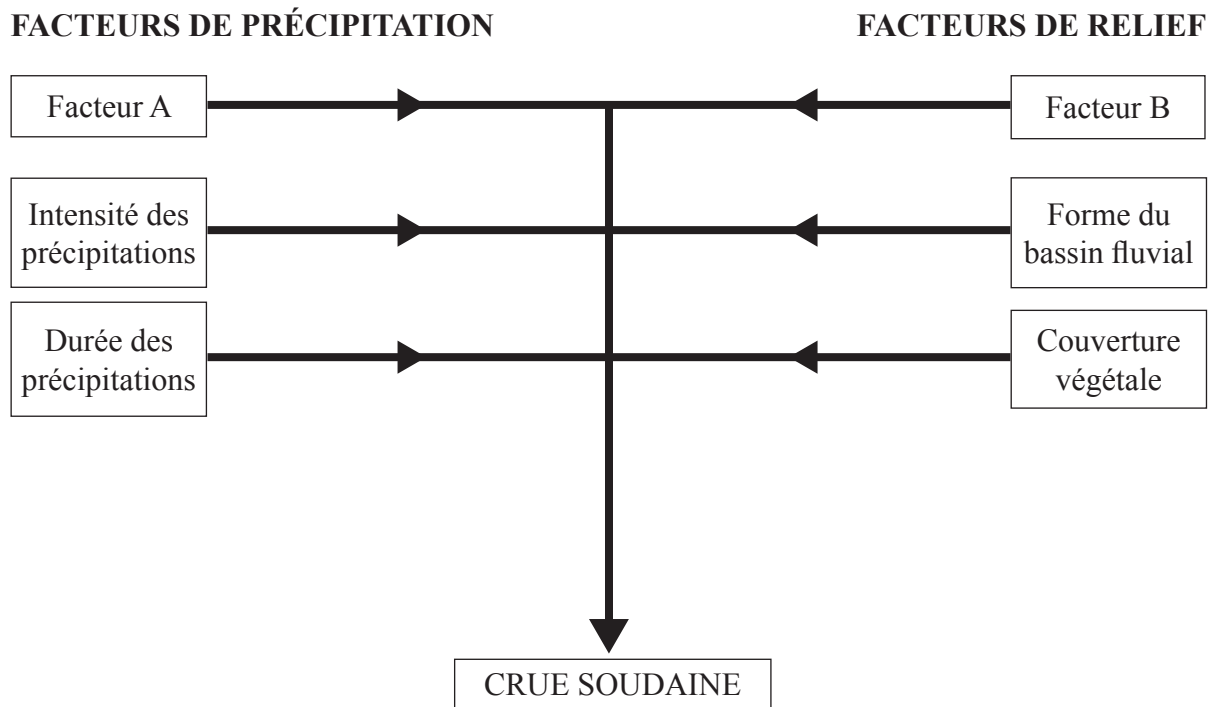 FACTEURS DE PRÉCIPITATION
FACTEURS DE RELIEF
Facteur A
Facteur B
Intensité des
précipitations
Forme du
bassin fluvial
Durée des
précipitations
Couverture
végétale
CRUE SOUDAINE